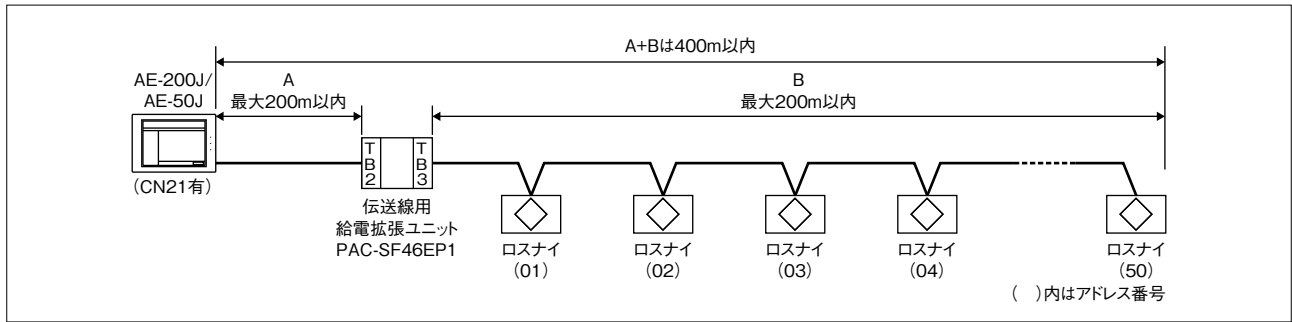 A+Bは400m以内
AE-200J/
AE-50J
A
最大200m以内
B
最大200m以内
(CN21有)
TB2
TB3
伝送線用
給電拡張ユニット
PAC-SF46EP1
ロスナイ
(01)
ロスナイ
(02)
ロスナイ
(03)
ロスナイ
(04)
ロスナイ
(50)
(　)内はアドレス番号